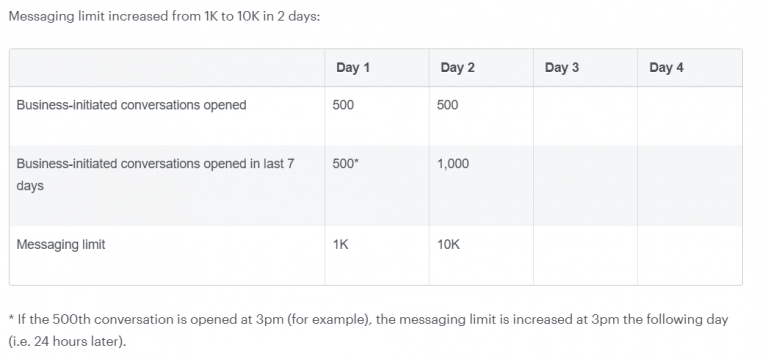 Messaging limit increased from 1K to 10K in 2 days:
Day 1 Day 2 Day 3 Day 4
Business-initiated conversations opened 500 500
Business-initiated conversations opened in last 7 500* 1,000
days
Messaging limit 1K 10K
* If the 500th conversation is opened at 3pm (for example), the messaging limit is increased at 3pm the following day
(i.e. 24 hours later).